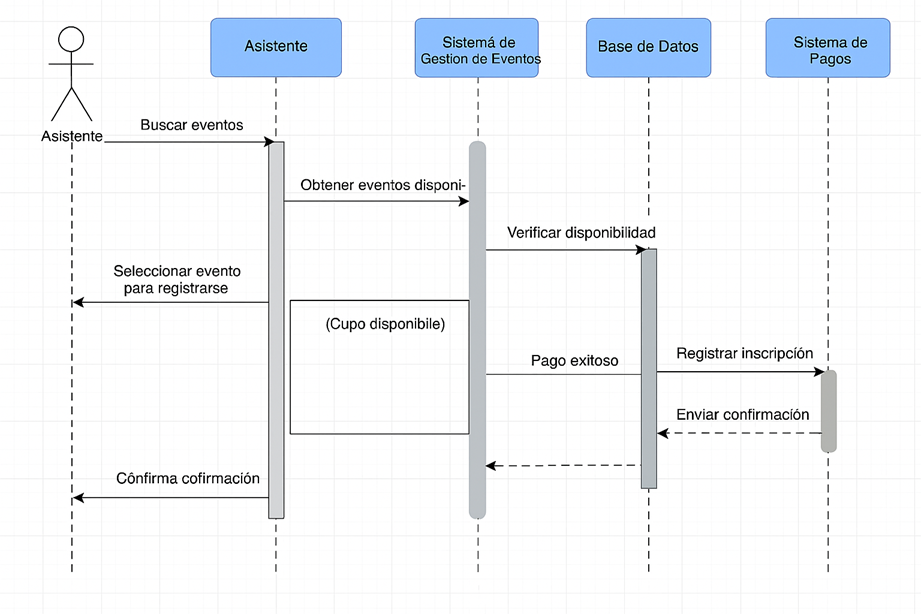 Asistente
Sistemá de
Gestion de Eventos
Base de Datos
Sistema de
Pagos
Asistente
Buscar eventos
Obtener eventos disponi-
Verificar disponibilidad
Seleccionar evento
para registrarse
(Cupo disponibile)
Pago exitoso
Registrar inscripcíón
Enviar confirmación
Cónfirma cofirmación